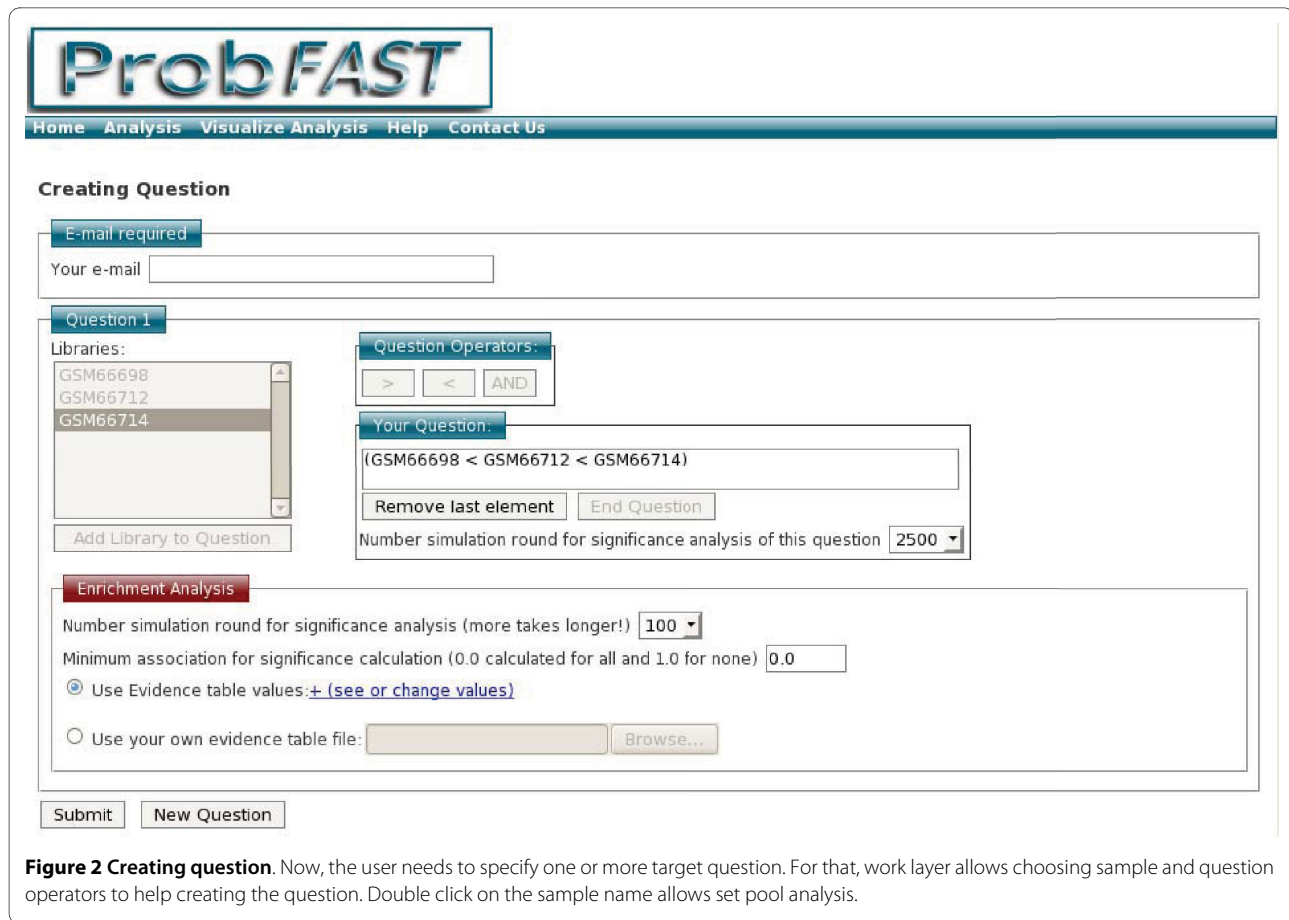 ProbFAST
Home Analysis Visualize Analysis Help Contact Us
Creating Question
E-mail required
Your e-mail
Question 1
Libraries:
GSM66698
GSM66712
GSM66714
Add Library to Question
Question Operators:
> < AND
Your Question:
(GSM66698 < GSM66712 < GSM66714)
Remove last element End Question
Number simulation round for significance analysis of this question 2500
Enrichment Analysis
Number simulation round for significance analysis (more takes longer!) 100
Minimum association for significance calculation (0.0 calculated for all and 1.0 for none) 0.0
Use Evidence table values:+ (see or change values)
Use your own evidence table file: Browse...
Submit New Question
Figure 2 Creating question. Now, the user needs to specify one or more target question. For that, work layer allows choosing sample and question
operators to help creating the question. Double click on the sample name allows set pool analysis.